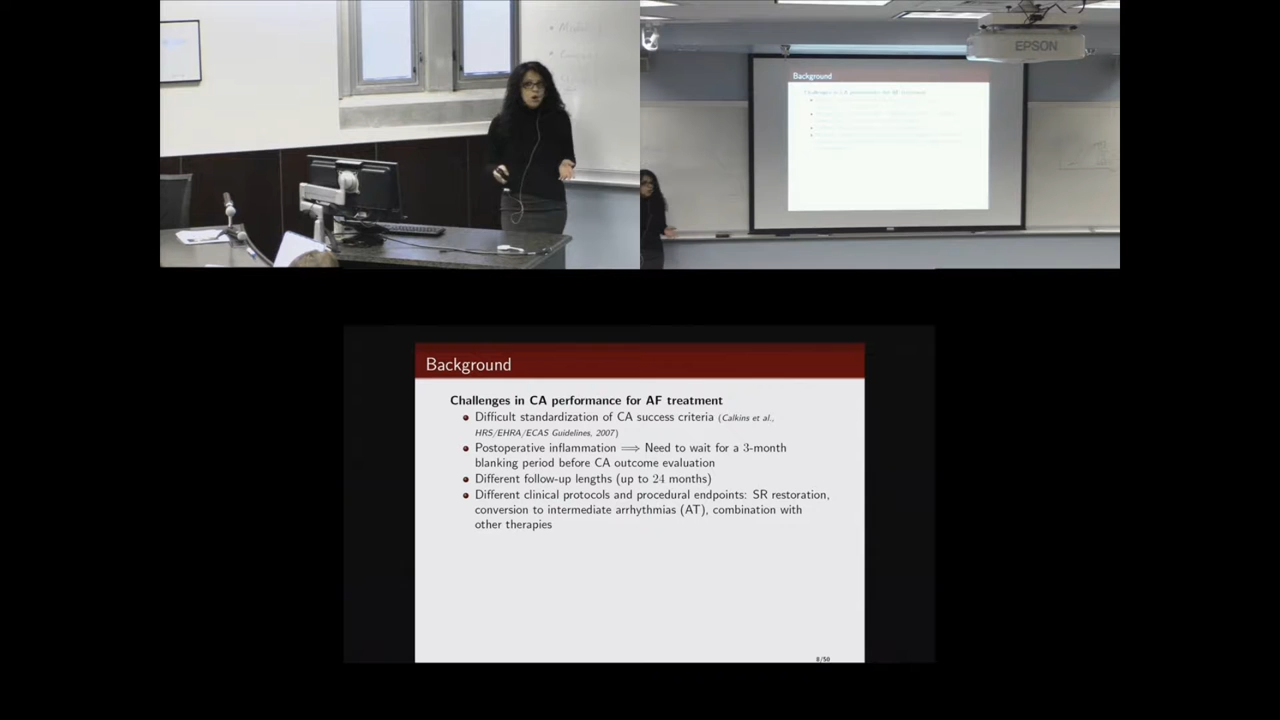 EPSON
Background
Background
Challenges in CA performance for AF treatment
Difficult standardization of CA success criteria (Calkins et al.,
HRS/EHRA/ECAS Guidelines, 2007)
Postoperative inflammation ⟹ Need to wait for a 3-month
blanking period before CA outcome evaluation
Different follow-up lengths (up to 24 months)
Different clinical protocols and procedural endpoints: SR restoration,
conversion to intermediate arrhythmias (AT), combination with
other therapies
8/50